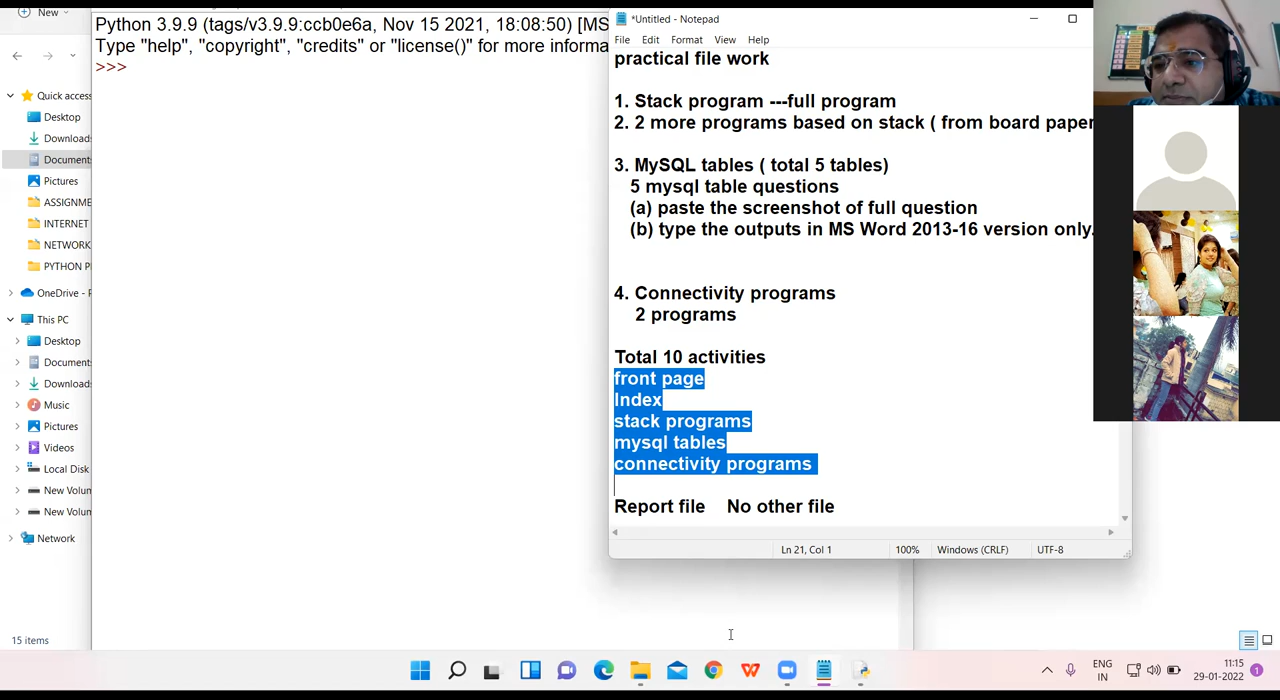 New
Python 3.9.9 (tags/v3.9.9:ccb0e6a, Nov 15 2021, 18:08:50) [MS
Type "help", "copyright", "credits" or "license()" for more informa
>>>
Quick access
Desktop
Download
Document
Pictures
ASSIGNME
INTERNET
NETWORK
PYTHON P
OneDrive - P
This PC
Desktop
Document
Download
Music
Pictures
Videos
Local Disk
New Volun
New Volun
Network
15 items
*Untitled - Notepad
File Edit Format View Help
practical file work
1. Stack program ---full program
2. 2 more programs based on stack ( from board paper
3. MySQL tables ( total 5 tables)
5 mysql table questions
(a) paste the screenshot of full question
(b) type the outputs in MS Word 2013-16 version only.
4. Connectivity programs
2 programs
Total 10 activities
front page
Index
stack programs
mysql tables
connectivity programs
Report file No other file
Ln 21, Col 1 100% Windows (CRLF) UTF-8
ENG
IN
11:15
29-01-2022
1